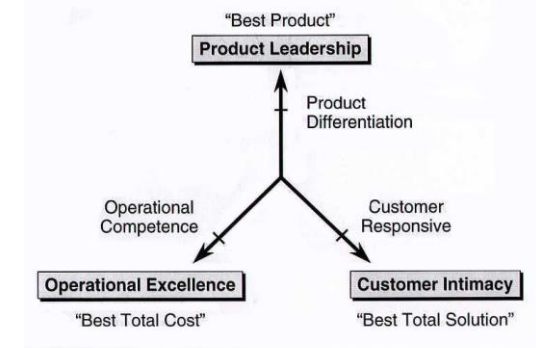 “Best Product”
Product Leadership
Product
Differentiation
Operational
Competence
Customer
Responsive
Operational Excellence
Customer Intimacy
“Best Total Cost”
“Best Total Solution”